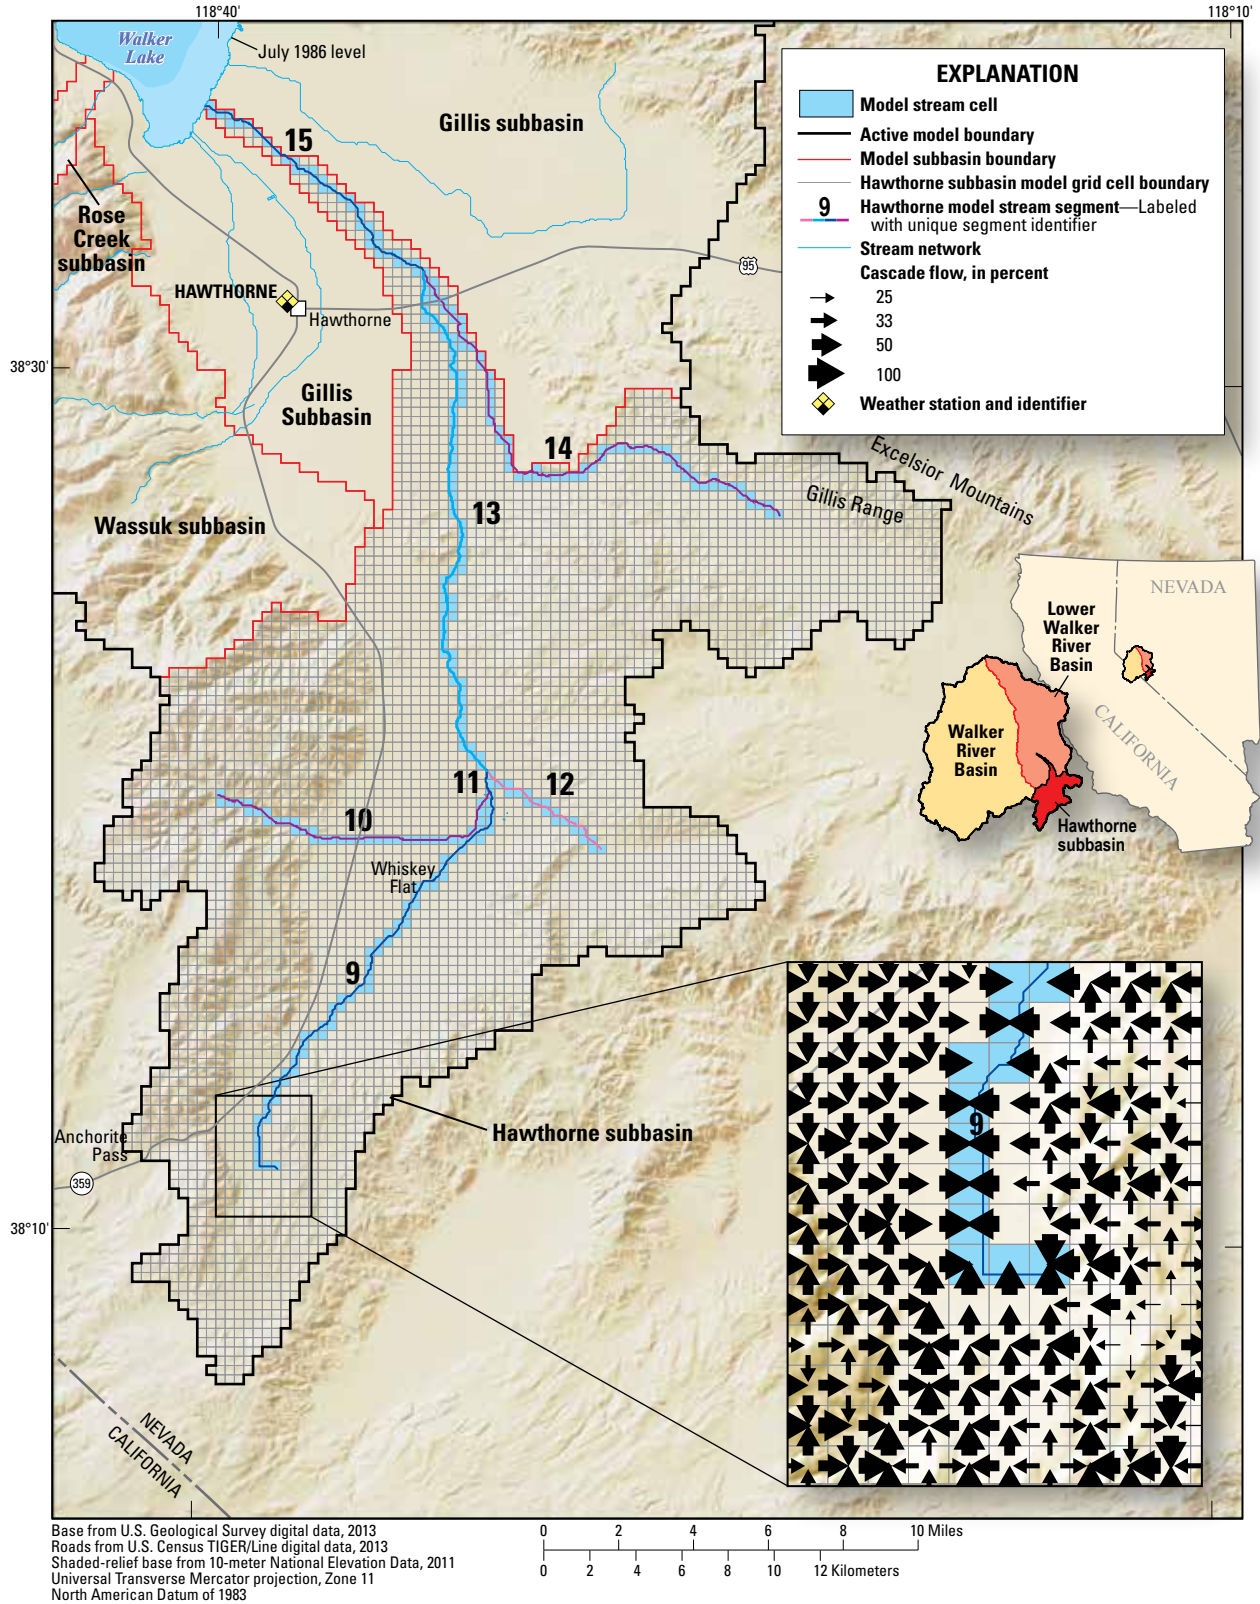 118°40'
118°10'
Walker
Lake
July 1986 level
Gillis subbasin
15
Rose
Creek
subbasin
HAWTHORNE
Hawthorne
95
38°30'
Gillis
Subbasin
14
Excelsior Mountains
Gillis Range
13
Wassuk subbasin
11
12
10
Whiskey
Flat
9
Hawthorne subbasin
Anchorite
Pass
359
38°10'
NEVADA
CALIFORNIA
EXPLANATION
Model stream cell
Active model boundary
Model subbasin boundary
Hawthorne subbasin model grid cell boundary
9 Hawthorne model stream segment—Labeled
with unique segment identifier
Stream network
Cascade flow, in percent
25
33
50
100
Weather station and identifier
NEVADA
CALIFORNIA
Lower
Walker
River
Basin
Walker
River
Basin
Hawthorne
subbasin
9
Base from U.S. Geological Survey digital data, 2013
Roads from U.S. Census TIGER/Line digital data, 2013
Shaded-relief base from 10-meter National Elevation Data, 2011
Universal Transverse Mercator projection, Zone 11
North American Datum of 1983
0 2 4 6 8 10 Miles
0 2 4 6 8 10 12 Kilometers